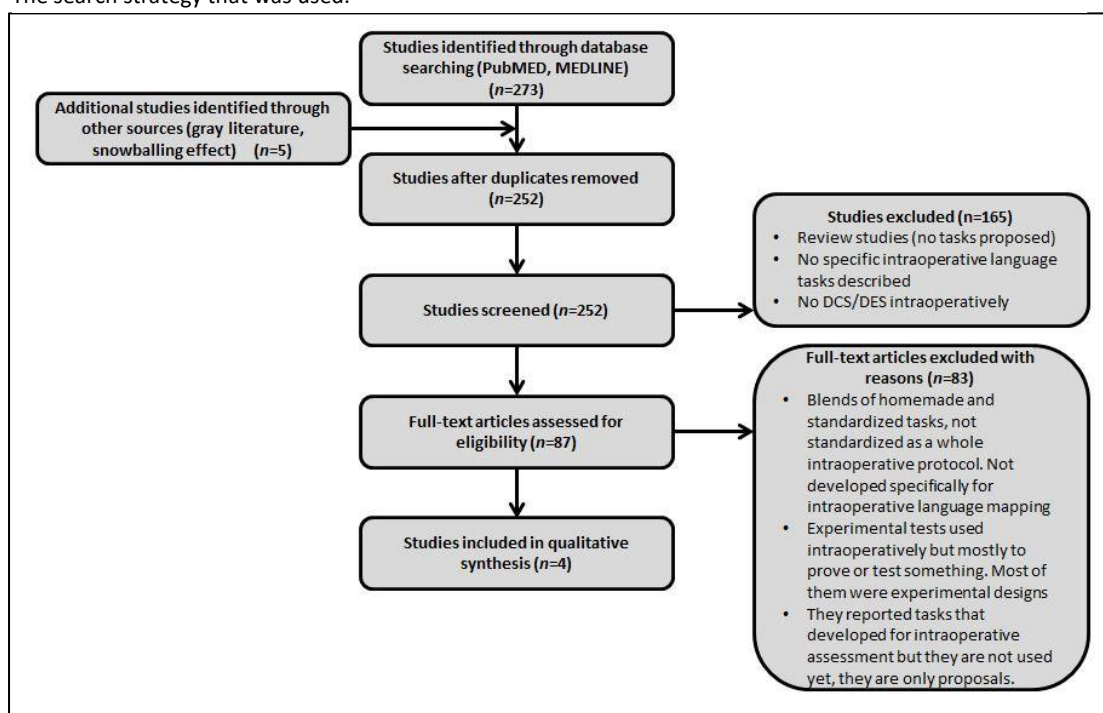 The search strategy that was used.
Studies identified through database
searching (PubMED, MEDLINE)
(n=273)
Additional studies identified through
other sources (gray literature,
snowballing effect) (n=5)
Studies after duplicates removed
(n=252)
Studies excluded (n=165)
• Review studies (no tasks proposed)
• No specific intraoperative language
tasks described
• No DCS/DES intraoperatively
Studies screened (n=252)
Full-text articles excluded with
reasons (n=83)
• Blends of homemade and
standardized tasks, not
standardized as a whole
intraoperative protocol. Not
developed specifically for
intraoperative language mapping
• Experimental tests used
intraoperatively but mostly to
prove or test something. Most of
them were experimental designs
• They reported tasks that
developed for intraoperative
assessment but they are not used
yet, they are only proposals.
Full-text articles assessed for
eligibility (n=87)
Studies included in qualitative
synthesis (n=4)